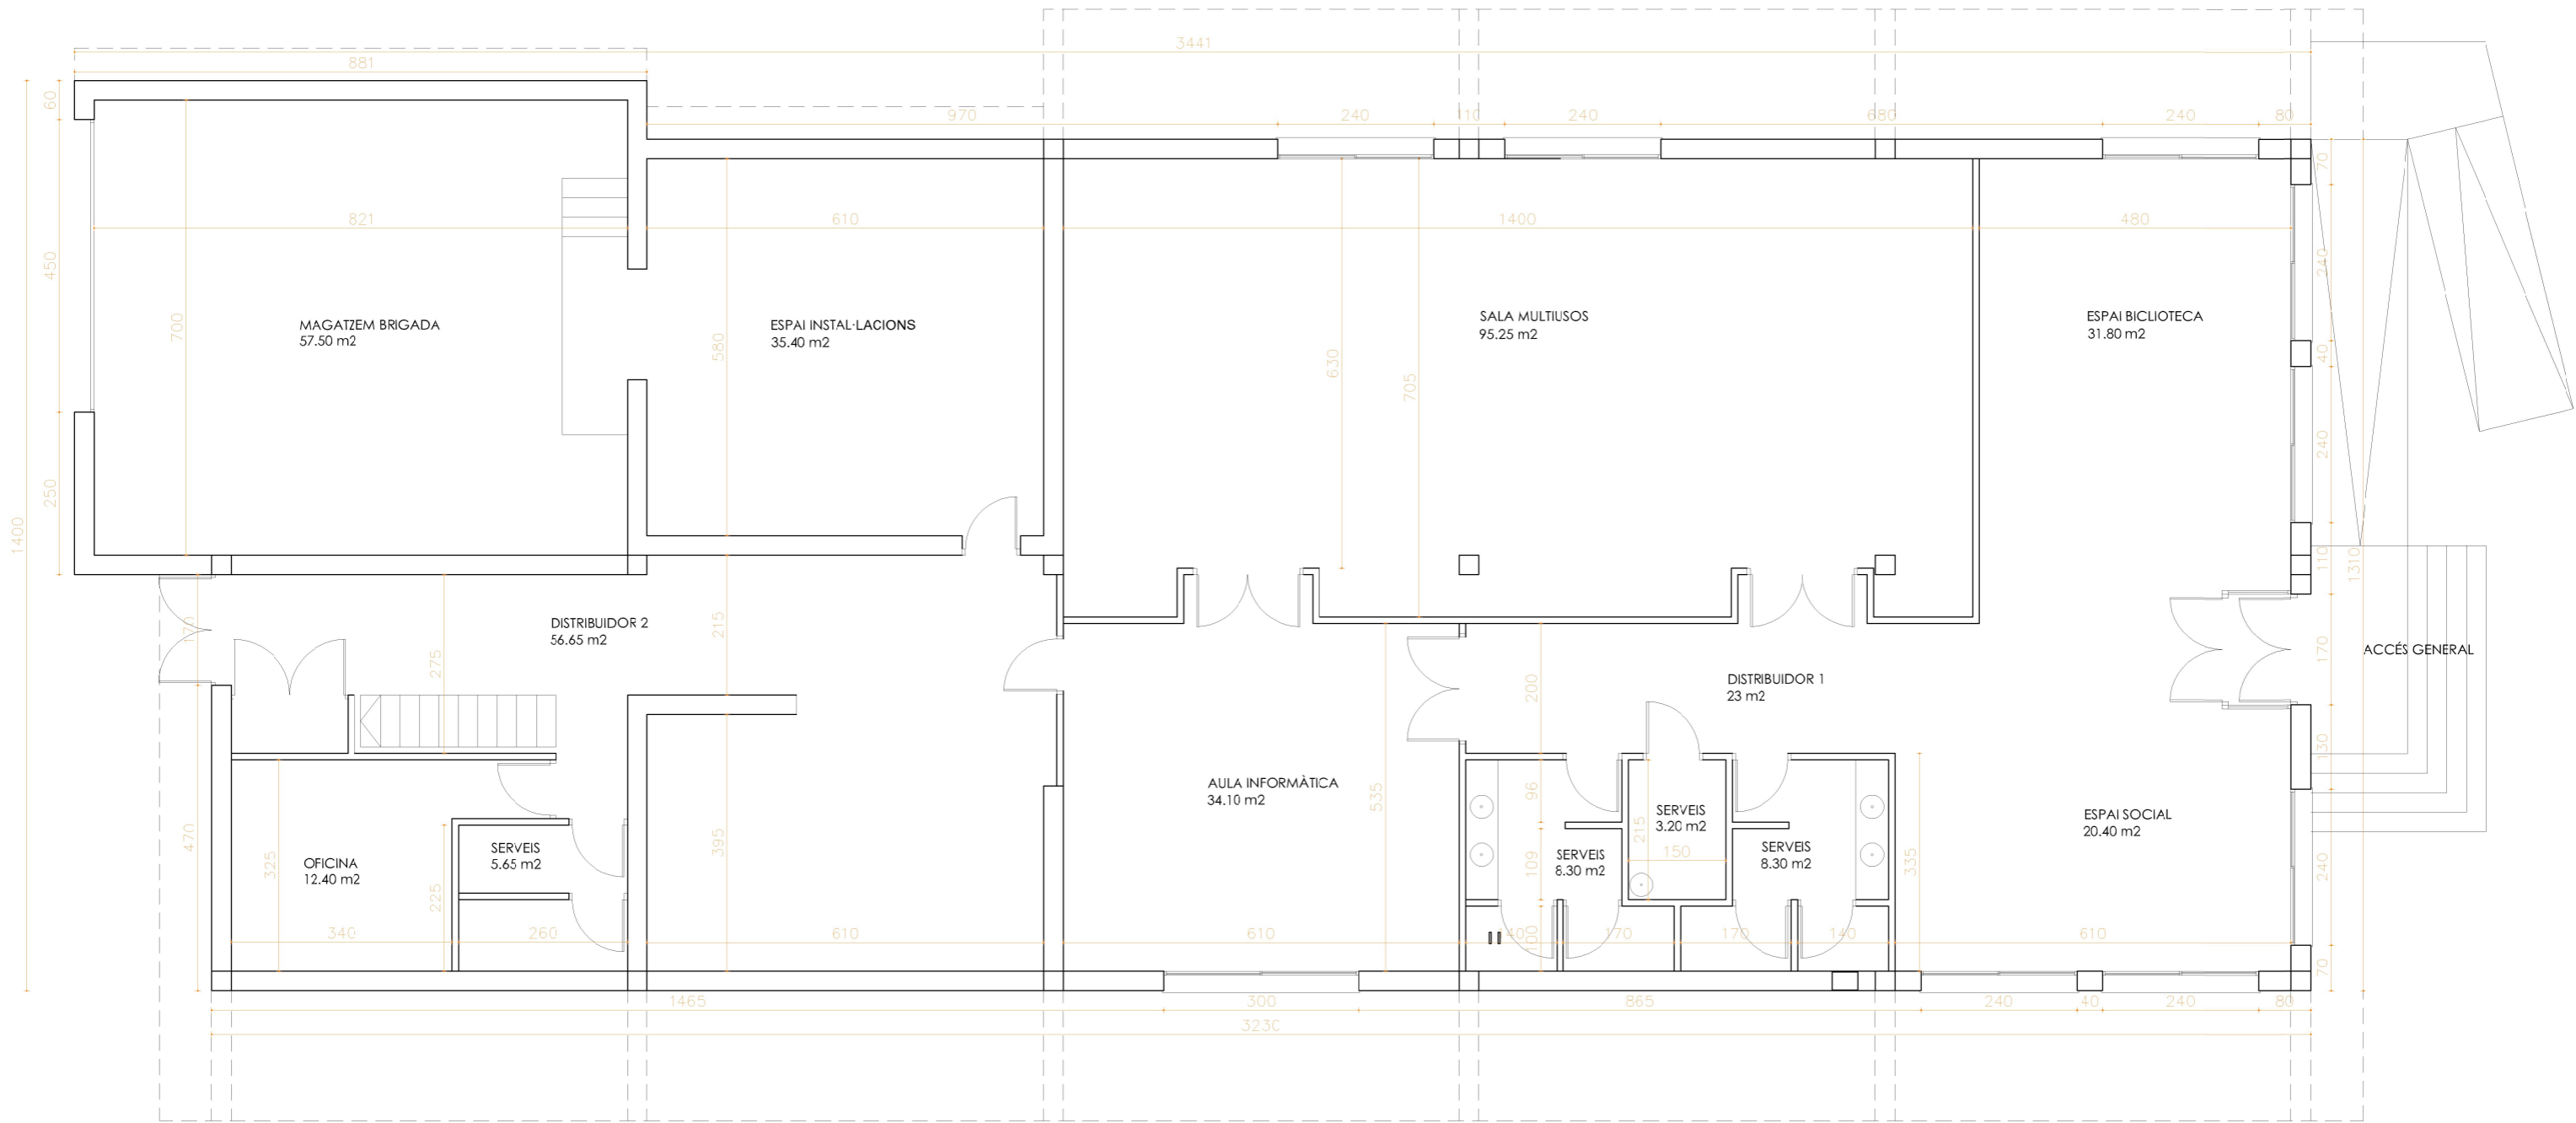 3441
881
60
970
240
110
240
680
240
80
70
821
610
1400
480
450
240
MAGATZEM BRIGADA
57.50 m2
700
ESPAI INSTAL·LACIONS
35.40 m2
580
SALA MULTIUSOS
95.25 m2
630
705
ESPAI BICLIOTECA
31.80 m2
40
240
250
1400
110
1310
170
DISTRIBUIDOR 2
56.65 m2
215
275
200
DISTRIBUIDOR 1
23 m2
170
ACCÉS GENERAL
130
AULA INFORMÀTICA
34.10 m2
535
96
SERVEIS
3.20 m2
215
150
ESPAI SOCIAL
20.40 m2
470
325
OFICINA
12.40 m2
225
SERVEIS
5.65 m2
395
109
SERVEIS
8.30 m2
SERVEIS
8.30 m2
335
240
340
260
610
610
140
100
170
170
140
610
70
1465
300
865
240
40
240
80
3230